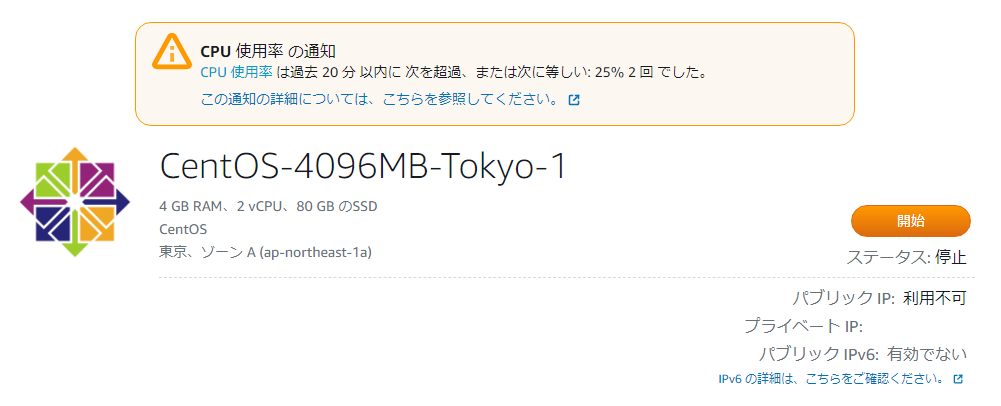 CPU 使用率 の通知
CPU 使用率 は過去 20 分 以内に 次を超過、または次に等しい: 25% 2 回 でした。
この通知の詳細については、こちらを参照してください。
CentOS-4096MB-Tokyo-1
4 GB RAM、2 vCPU、80 GB のSSD
CentOS
東京、ゾーン A (ap-northeast-1a)
開始
ステータス: 停止
パブリック IP: 利用不可
プライベート IP:
パブリック IPv6: 有効でない
IPv6 の詳細は、こちらをご確認ください。